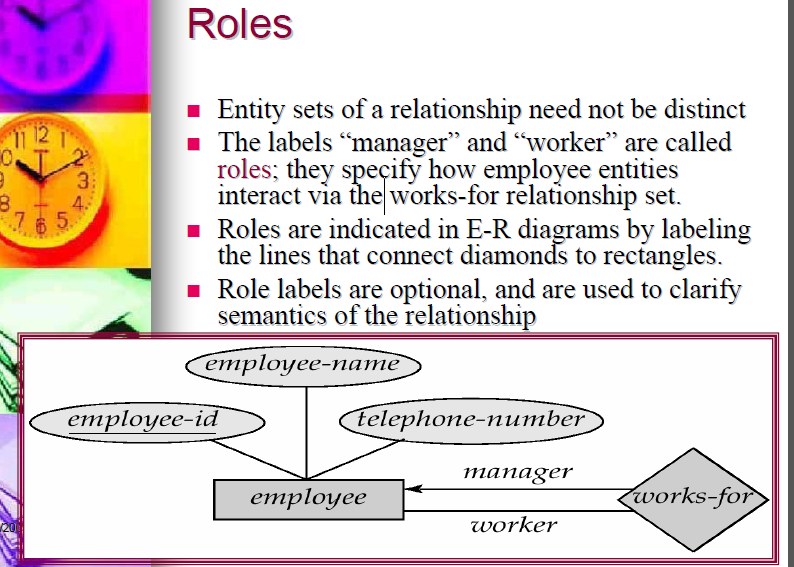 Roles
Entity sets of a relationship need not be distinct
The labels “manager” and “worker” are called
roles; they specify how employee entities
interact via the works-for relationship set.
Roles are indicated in E-R diagrams by labeling
the lines that connect diamonds to rectangles.
Role labels are optional, and are used to clarify
semantics of the relationship
employee-name
employee-id
telephone-number
manager
employee
works-for
worker